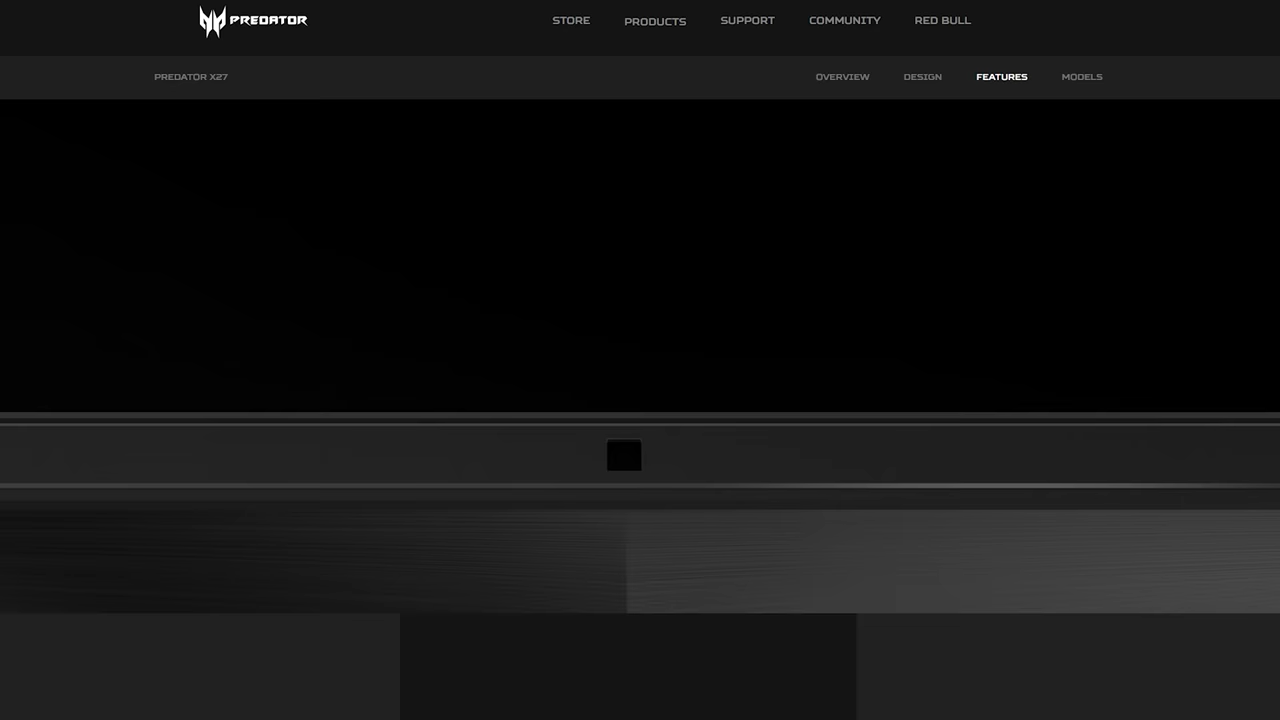 PREDATOR
STORE PRODUCTS SUPPORT COMMUNITY RED BULL
PREDATOR X27
OVERVIEW DESIGN FEATURES MODELS